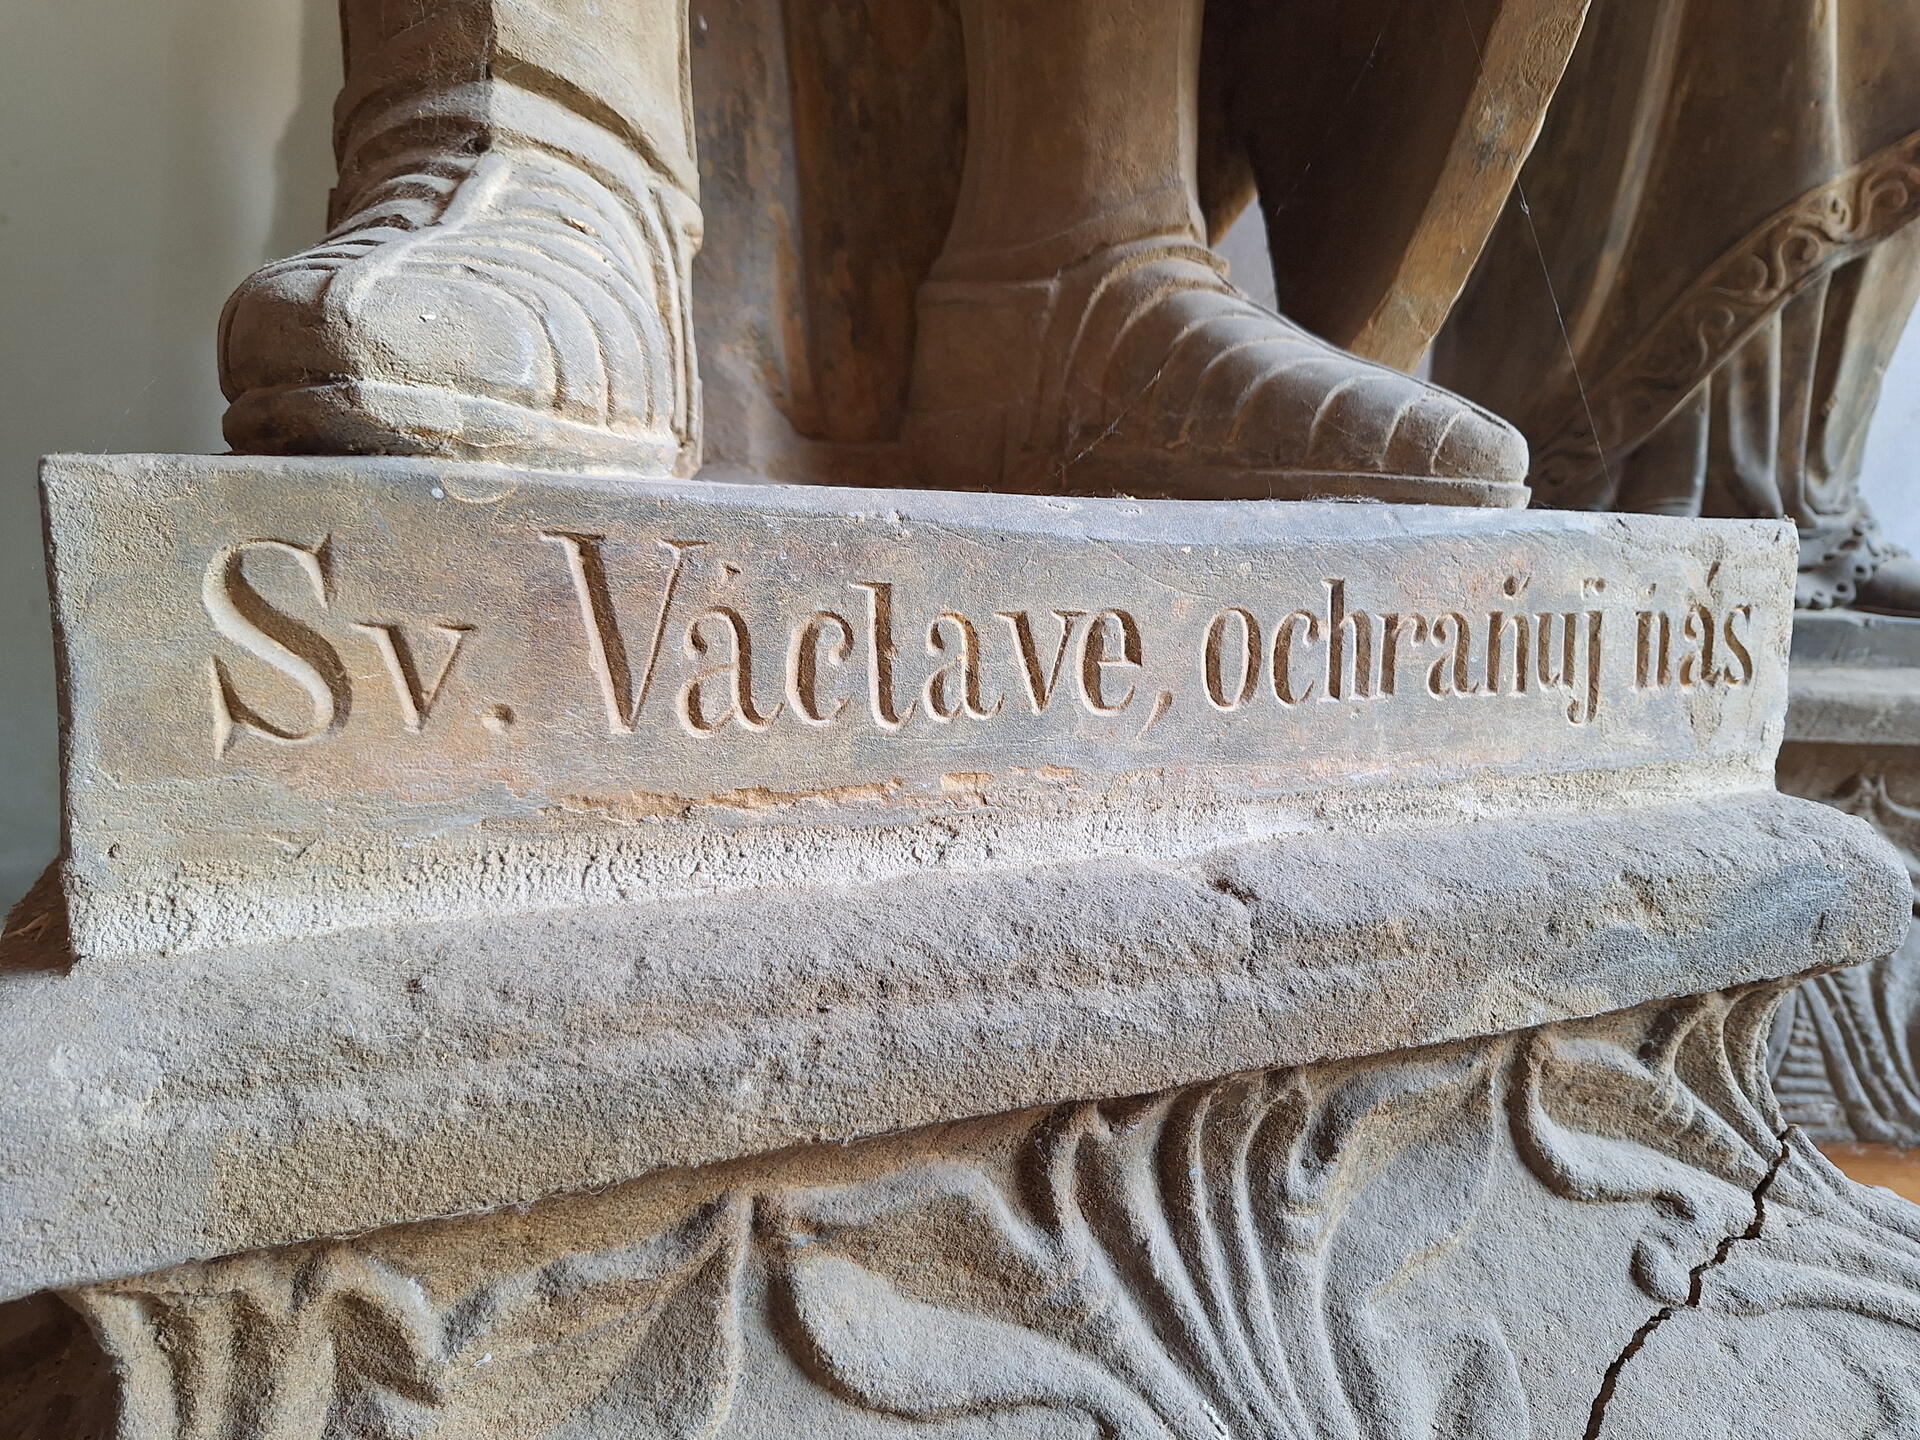 Sv. Václave, ochraňuj nás